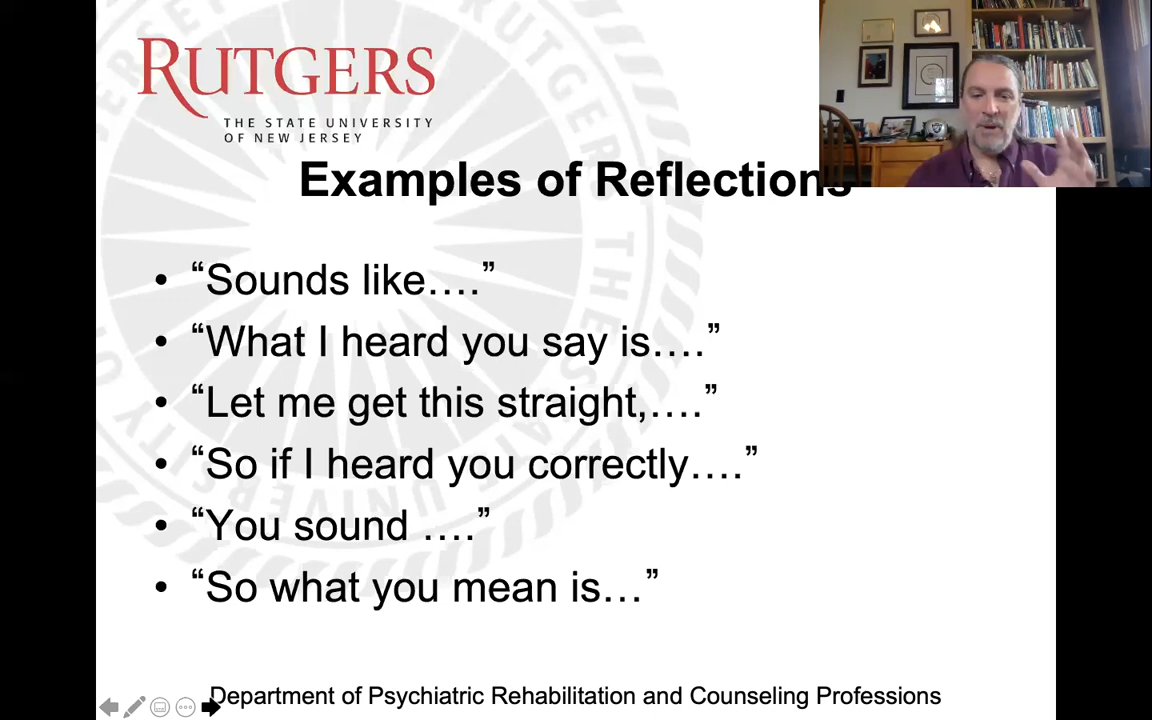 RUTGERS
THE STATE UNIVERSITY
OF NEW JERSEY
Examples of Reflections
• “Sounds like….”
• “What I heard you say is….”
• “Let me get this straight,….”
• “So if I heard you correctly….”
• “You sound ….”
• “So what you mean is…”
Department of Psychiatric Rehabilitation and Counseling Professions